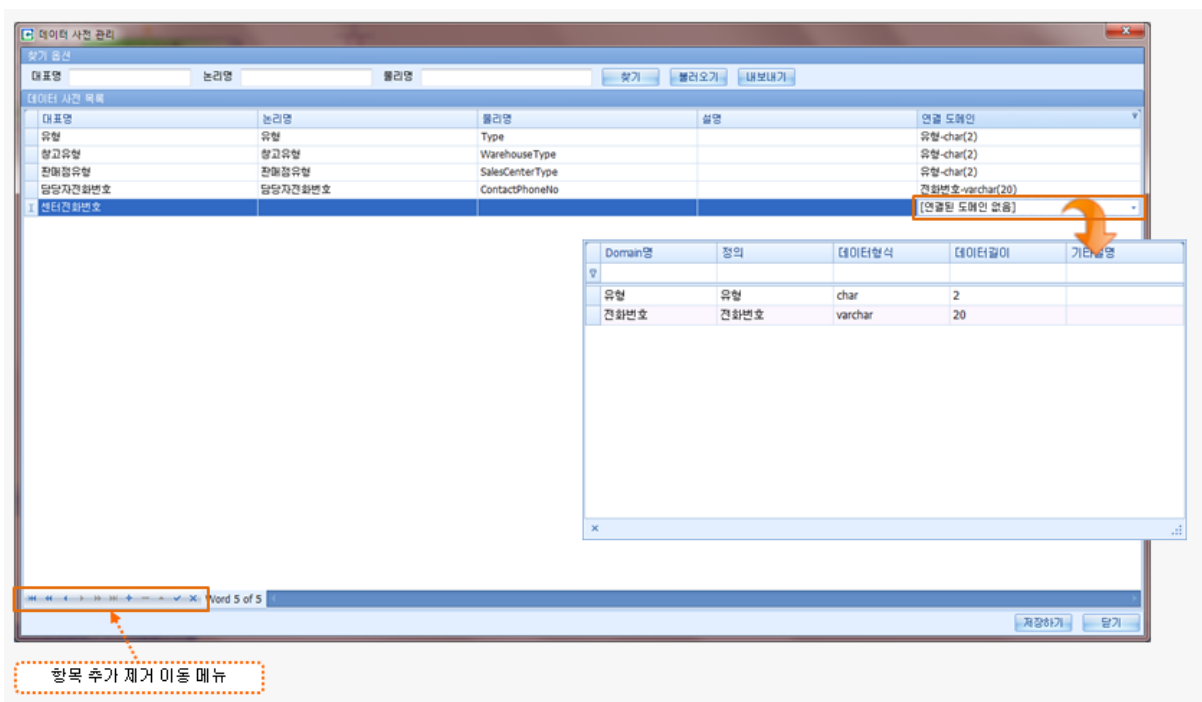 데이터 사전 관리
찾기 옵션
대표명 논리명 물리명 찾기 불러오기 내보내기
데이터 사전 목록
대표명 논리명 물리명 설명 연결 도메인
유형 유형 Type 유형-char(2)
창고유형 창고유형 WarehouseType 유형-char(2)
판매점유형 판매점유형 SalesCenterType 유형-char(2)
담당자전화번호 담당자전화번호 ContactPhoneNo 전화번호-varchar(20)
센터전화번호 [연결된 도메인 없음]
Domain명 정의 데이터형식 데이터길이 기타설명
유형 유형 char 2
전화번호 전화번호 varchar 20
Word 5 of 5
저장하기 닫기
항목 추가 제거 이동 메뉴